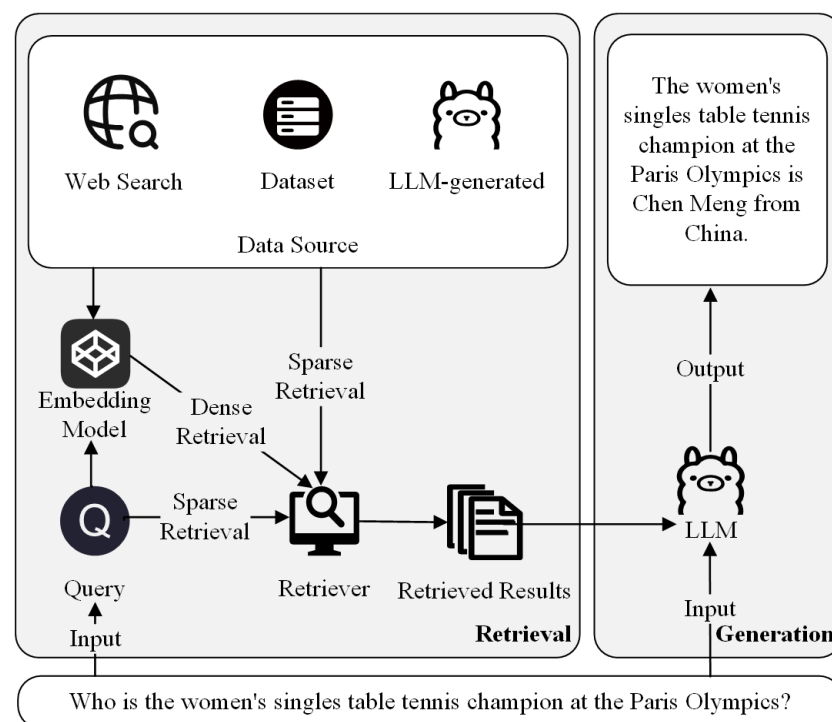 Web Search
Dataset
LLM-generated
Data Source
The women's
singles table tennis
champion at the
Paris Olympics is
Chen Meng from
China.
Embedding
Model
Dense
Retrieval
Sparse
Retrieval
Output
Q
Sparse
Retrieval
LLM
Query
Retriever
Retrieved Results
Input
Input
Retrieval
Generation
Who is the women's singles table tennis champion at the Paris Olympics?